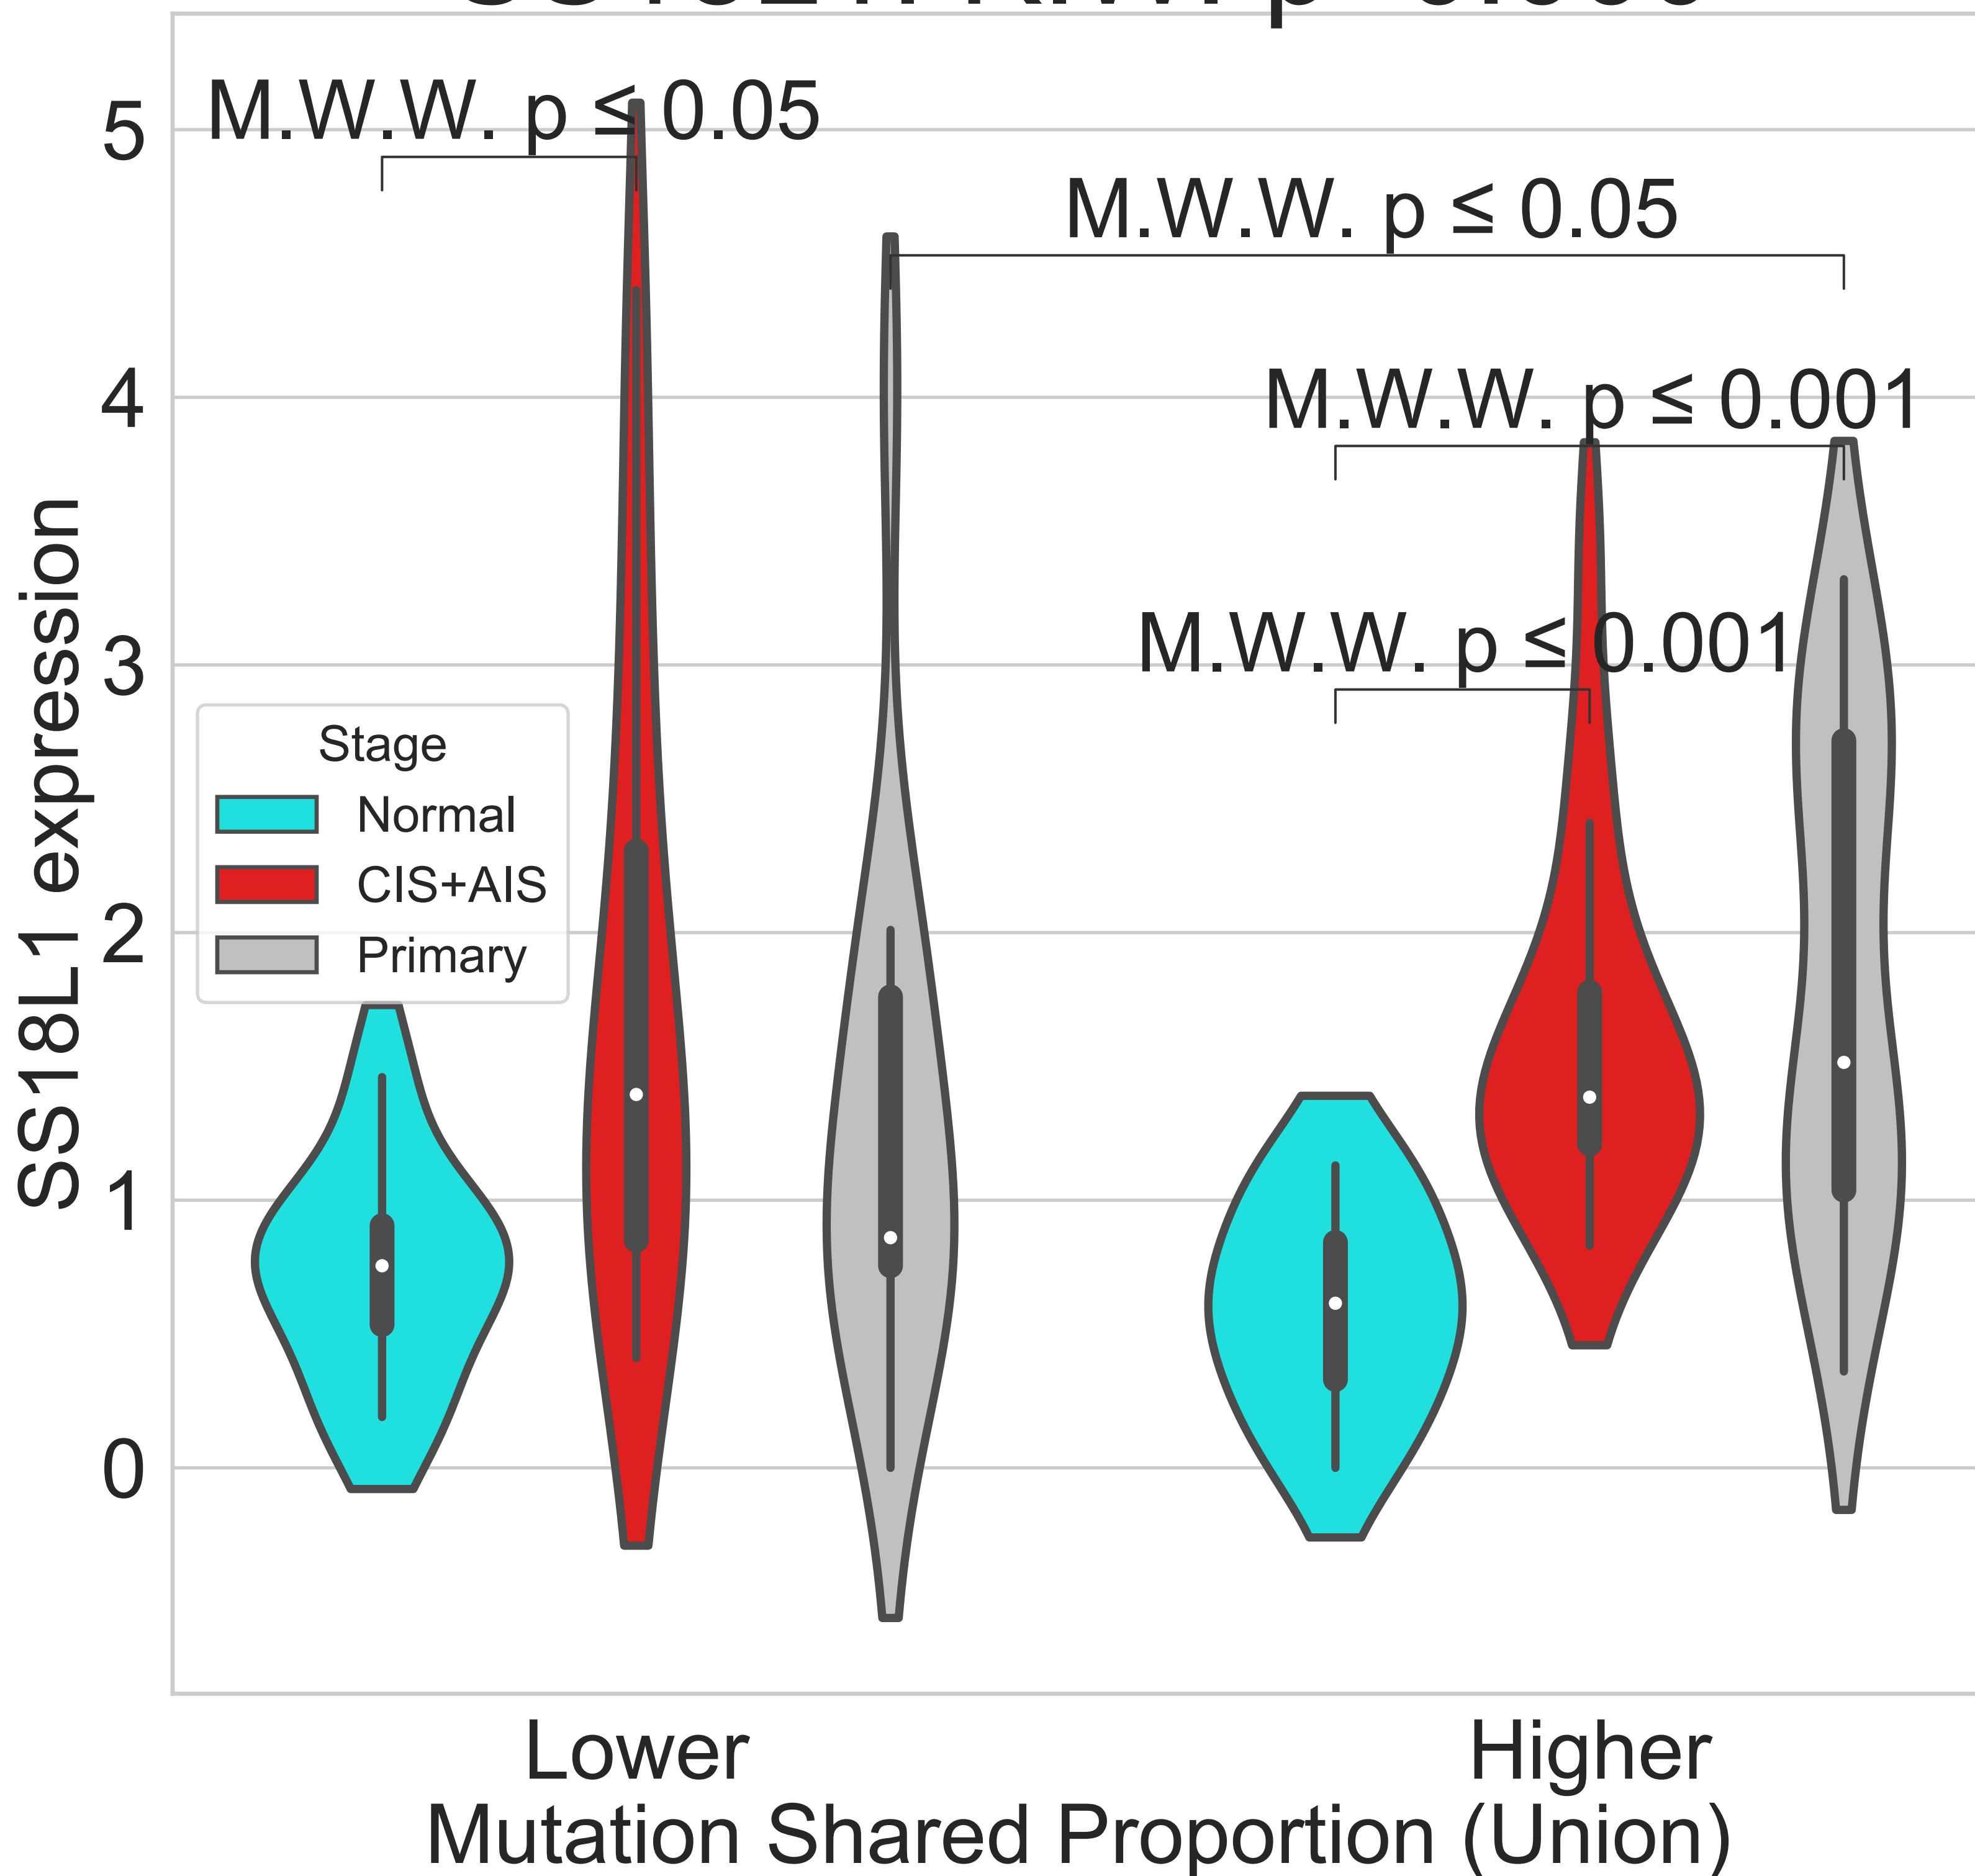 M.W.W. p ≤ 0.05
M.W.W. p ≤ 0.05
M.W.W. p ≤ 0.001
M.W.W. p ≤ 0.001
5
4
3
2
1
0
SS18L1 expression
Stage
Normal
CIS+AIS
Primary
Lower
Higher
Mutation Shared Proportion (Union)